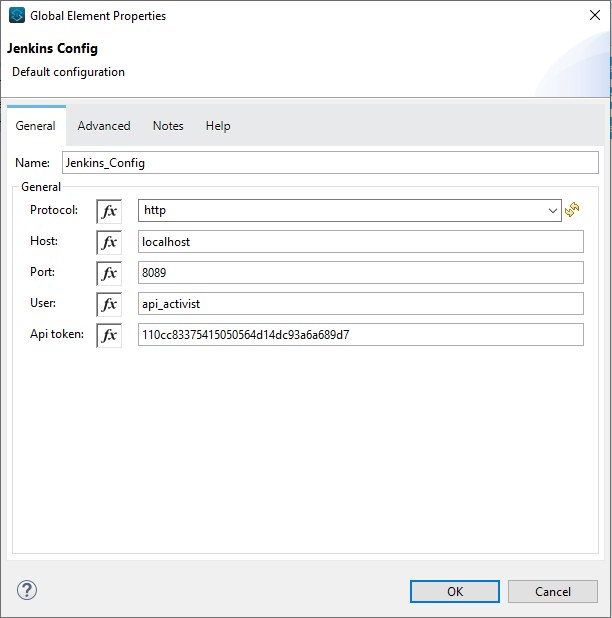 Global Element Properties
Jenkins Config
Default configuration
General Advanced Notes Help
Name: Jenkins_Config
General
Protocol: fx http
Host: fx localhost
Port: fx 8089
User: fx api_activist
Api token: fx 110cc83375415050564d14dc93a6a689d7
? OK Cancel